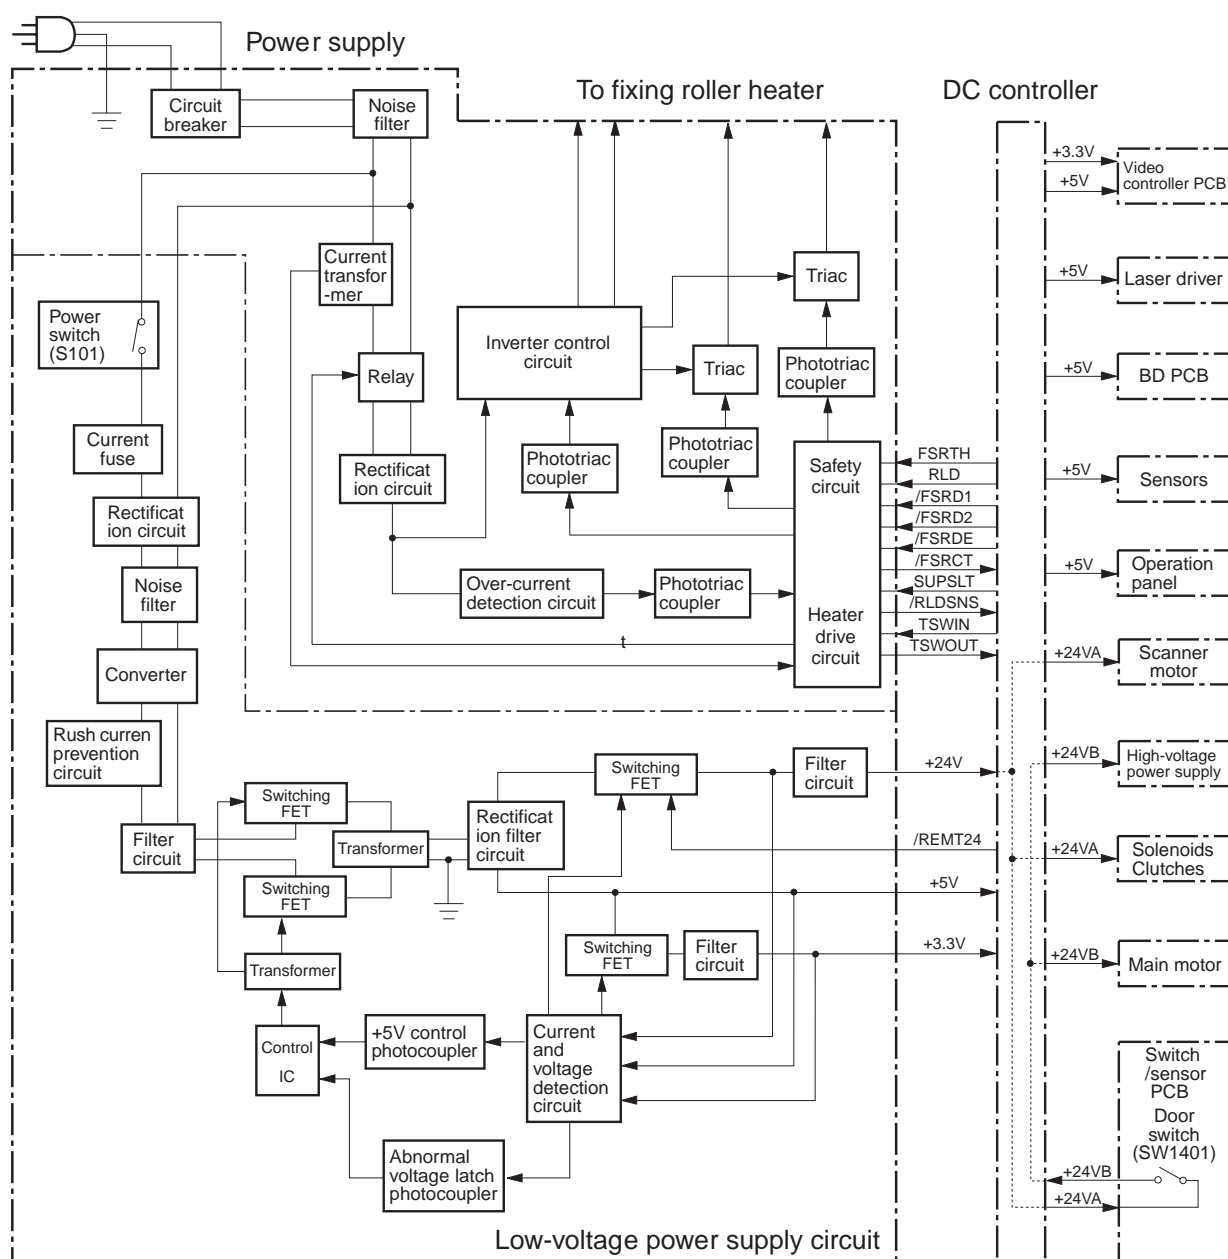 Power supply
To fixing roller heater
DC controller
Circuit
breaker
Noise
filter
+3.3V
+5V
Video
controller PCB
Current
transfor
-mer
Triac
+5V
Laser driver
Power
switch
(S101)
Inverter control
circuit
Relay
Triac
Phototriac
coupler
+5V
BD PCB
Current
fuse
Rectificat
ion circuit
Phototriac
coupler
Phototriac
coupler
Safety
circuit
FSRTH
RLD
/FSRD1
/FSRD2
/FSRDE
/FSRCT
SUPSLT
/RLDSNS
TSWIN
TSWOUT
+5V
Sensors
Rectificat
ion circuit
Noise
filter
Over-current
detection circuit
Phototriac
coupler
Heater
drive
circuit
t
+5V
Operation
panel
Converter
+24VA
Scanner
motor
Rush curren
prevention
circuit
Switching
FET
Filter
circuit
+24V
+24VB
High-voltage
power supply
Switching
FET
Rectificat
ion filter
circuit
Filter
circuit
Transformer
/REMT24
+24VA
Solenoids
Clutches
Switching
FET
+5V
Switching
FET
Filter
circuit
+3.3V
+24VB
Main motor
Transformer
Control
IC
+5V control
photocoupler
Current
and
voltage
detection
circuit
Switch
/sensor
PCB
Door
switch
(SW1401)
Abnormal
voltage latch
photocoupler
+24VB
+24VA
Low-voltage power supply circuit